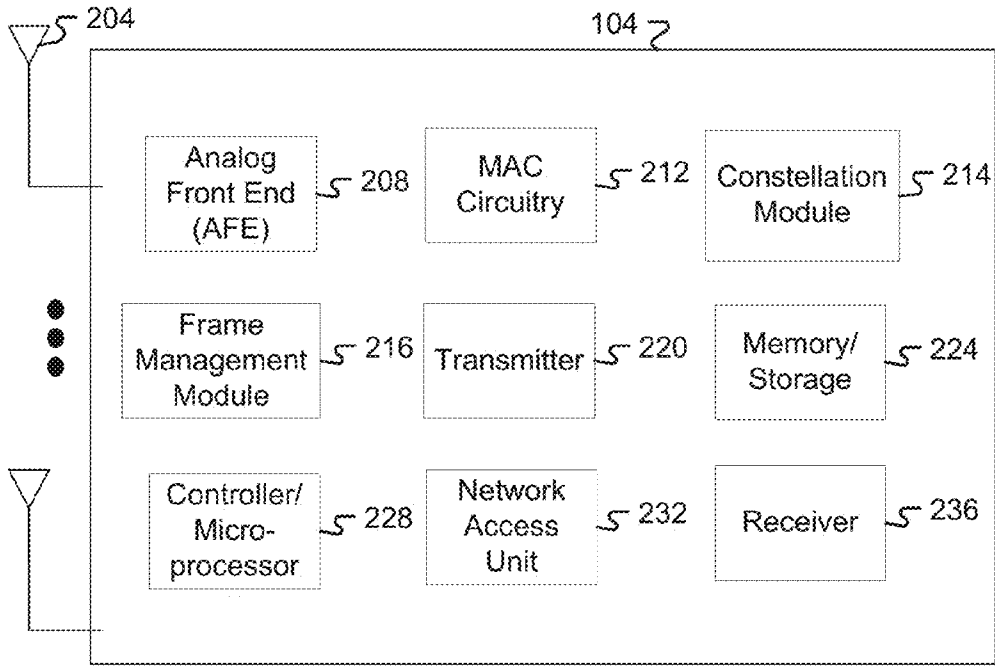 204
104
Analog
Front End
(AFE)
208
MAC
Circuitry
212
Constellation
Module
214
Frame
Management
Module
216
Transmitter
220
Memory/
Storage
224
Controller/
Micro-
processor
228
Network
Access
Unit
232
Receiver
236